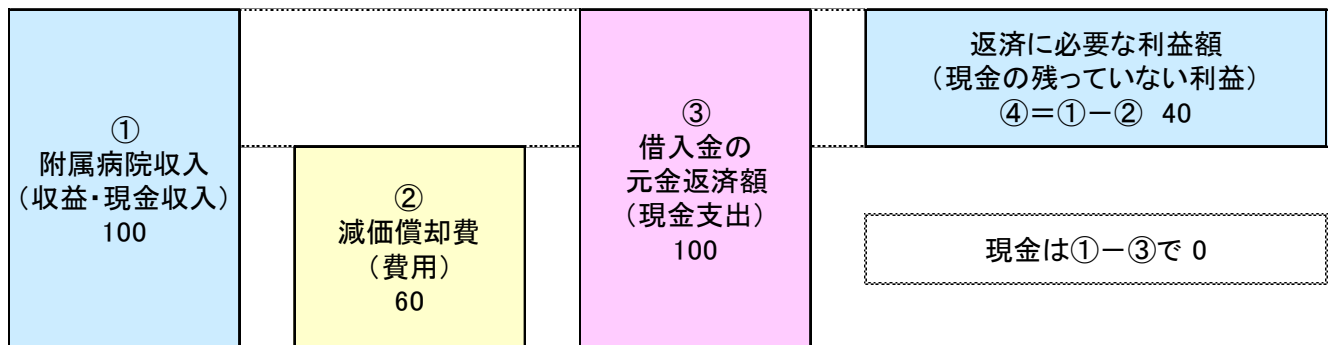 ①
附属病院収入
（収益・現金収入）
100
②
減価償却費
（費用）
60
③
借入金の
元金返済額
（現金支出）
100
返済に必要な利益額
（現金の残っていない利益）
④＝①－② 40
現金は①－③で 0